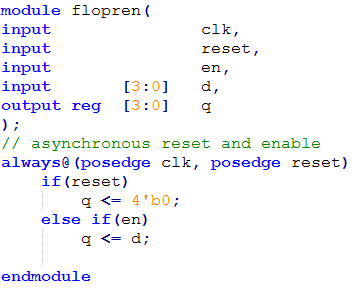 module flopren(
input clk,
input reset,
input en,
input [3:0] d,
output reg [3:0] q
);
// asynchronous reset and enable
always@(posedge clk, posedge reset)
if(reset)
q <= 4'b0;
else if(en)
q <= d;
endmodule